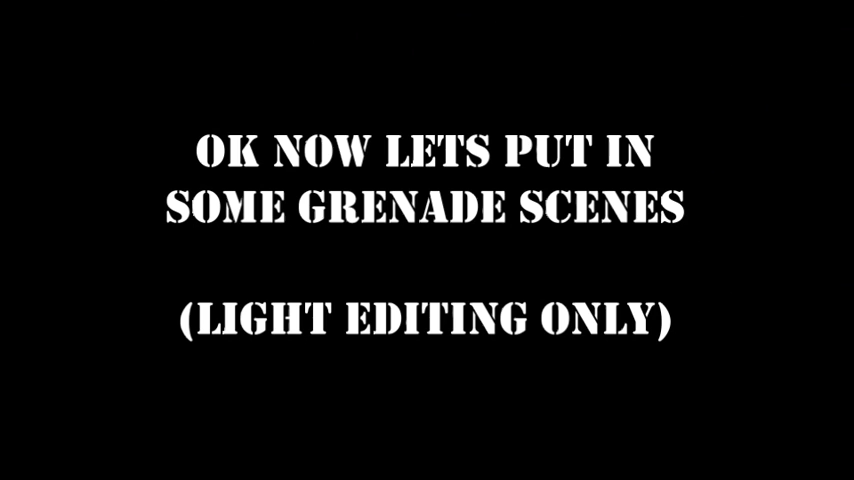 OK NOW LETS PUT IN
SOME GRENADE SCENES
(LIGHT EDITING ONLY)